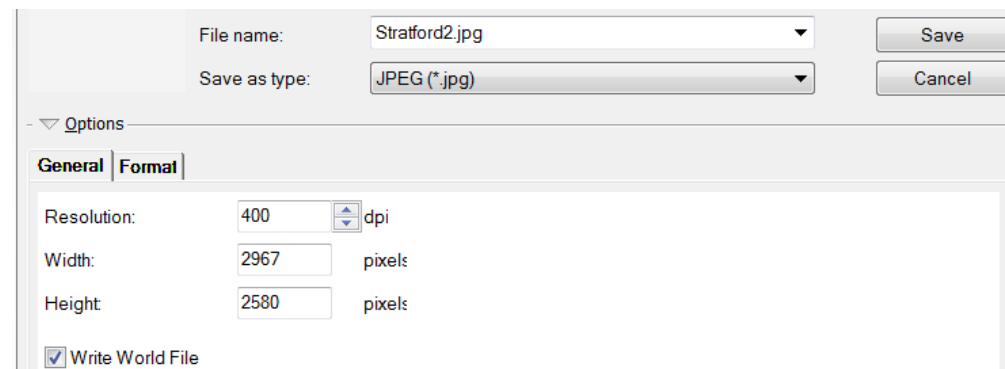 File name: Stratford2.jpg Save
Save as type: JPEG (*.jpg) Cancel
Options
General Format
Resolution: 400 dpi
Width: 2967 pixels
Height: 2580 pixels
Write World File